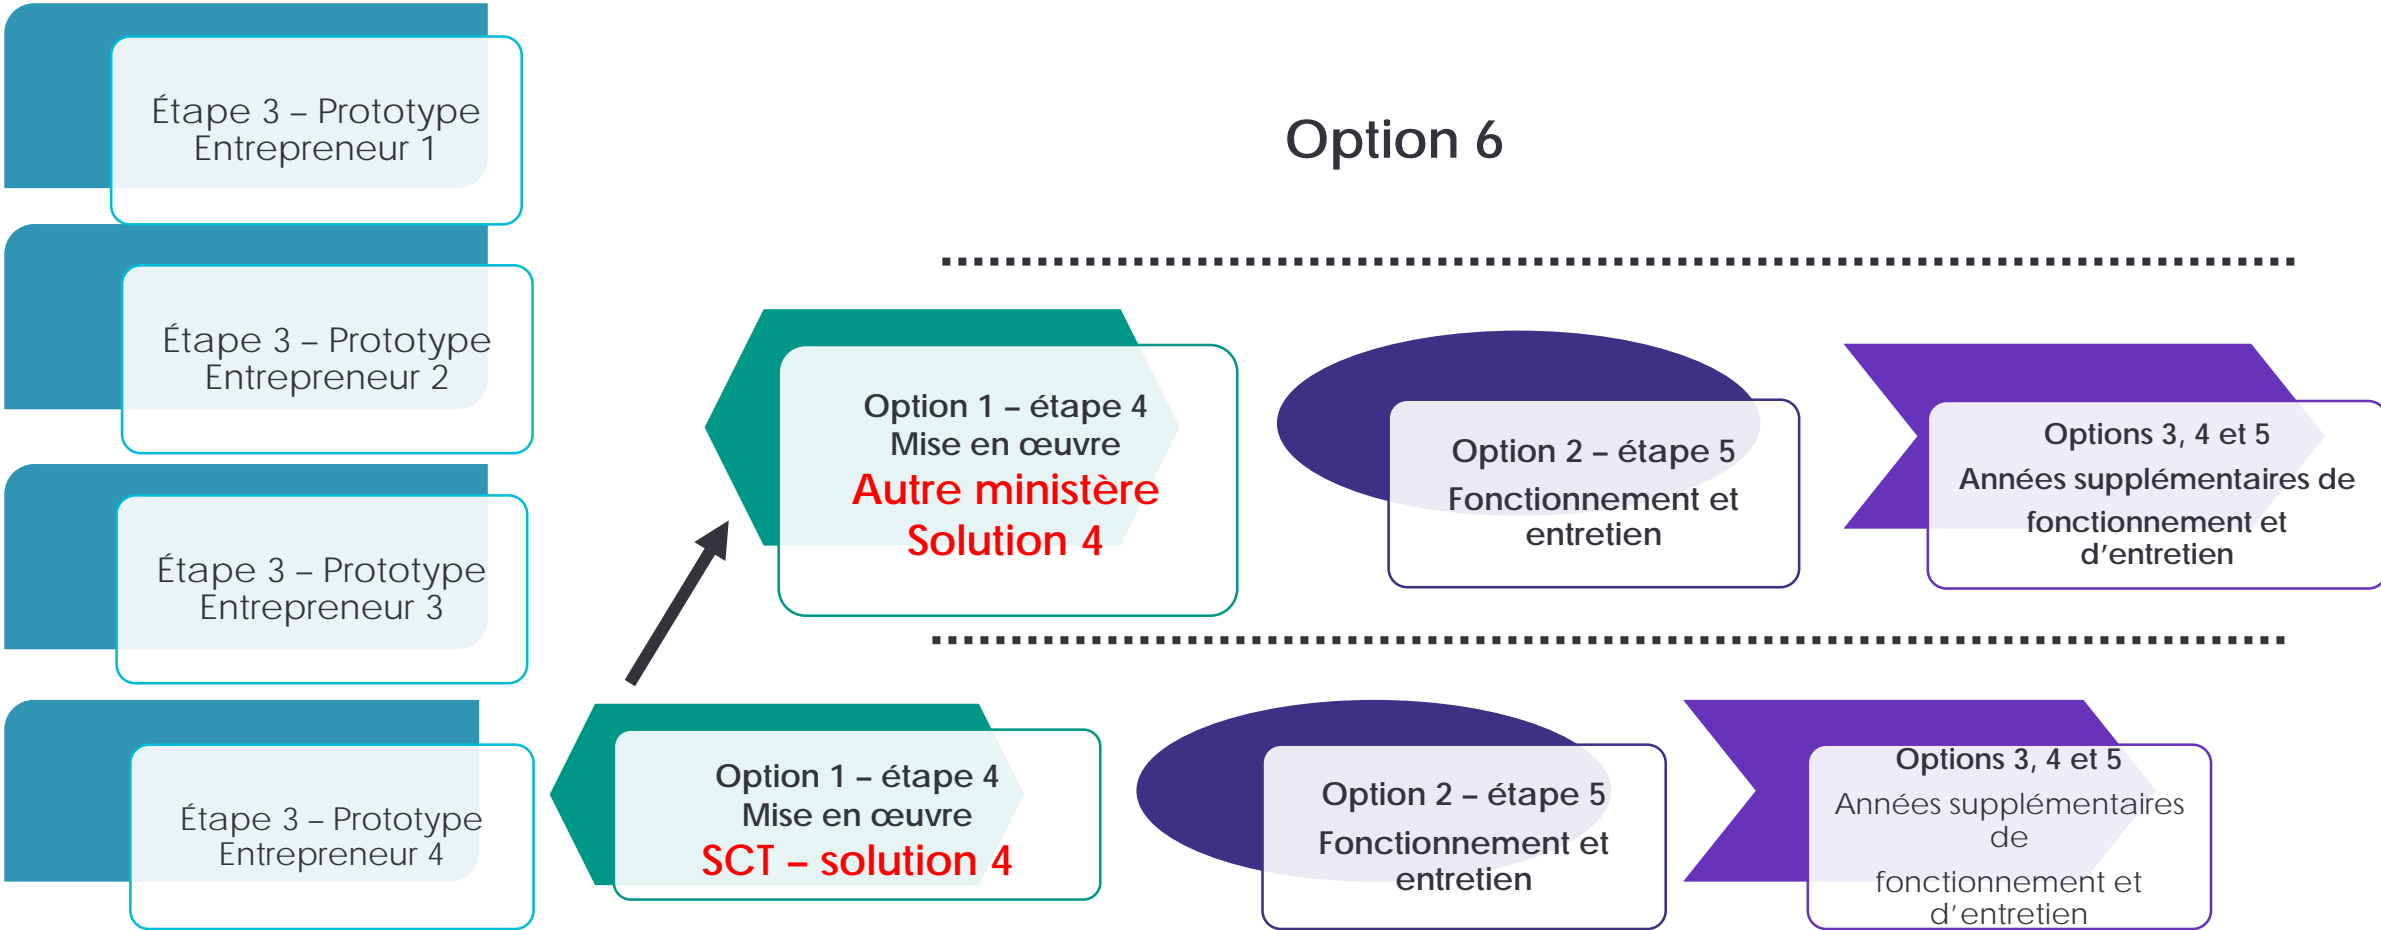 Étape 3 – Prototype
Entrepreneur 1
Option 6
Étape 3 – Prototype
Entrepreneur 2
Étape 3 – Prototype
Entrepreneur 3
Étape 3 – Prototype
Entrepreneur 4
Option 1 – étape 4
Mise en œuvre
Autre ministère
Solution 4
Option 2 – étape 5
Fonctionnement et
entretien
Options 3, 4 et 5
Années supplémentaires de
fonctionnement et
d’entretien
Option 1 – étape 4
Mise en œuvre
SCT – solution 4
Option 2 – étape 5
Fonctionnement et
entretien
Options 3, 4 et 5
Années supplémentaires
de
fonctionnement et
d’entretien